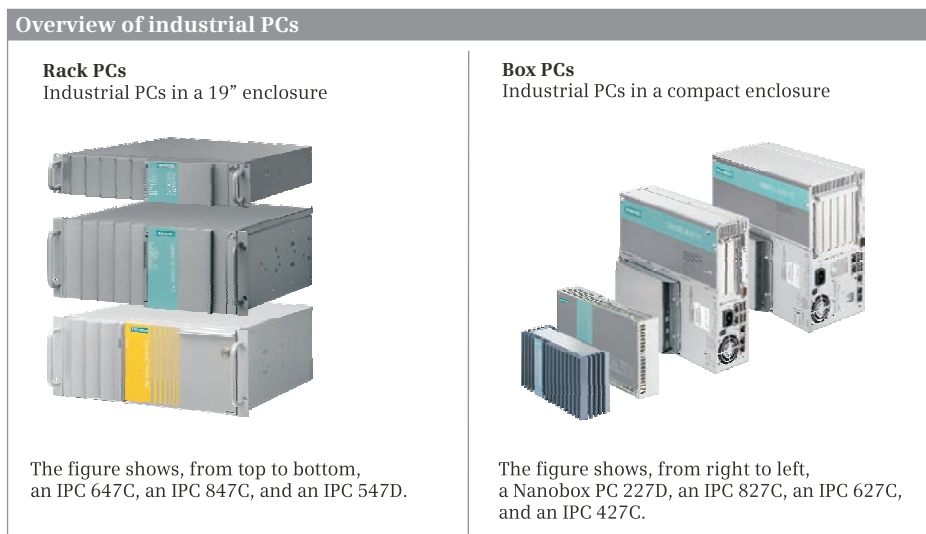 Overview of industrial PCs
Rack PCs
Industrial PCs in a 19” enclosure
The figure shows, from top to bottom,
an IPC 647C, an IPC 847C, and an IPC 547D.
Box PCs
Industrial PCs in a compact enclosure
The figure shows, from right to left,
a Nanobox PC 227D, an IPC 827C, an IPC 627C,
and an IPC 427C.